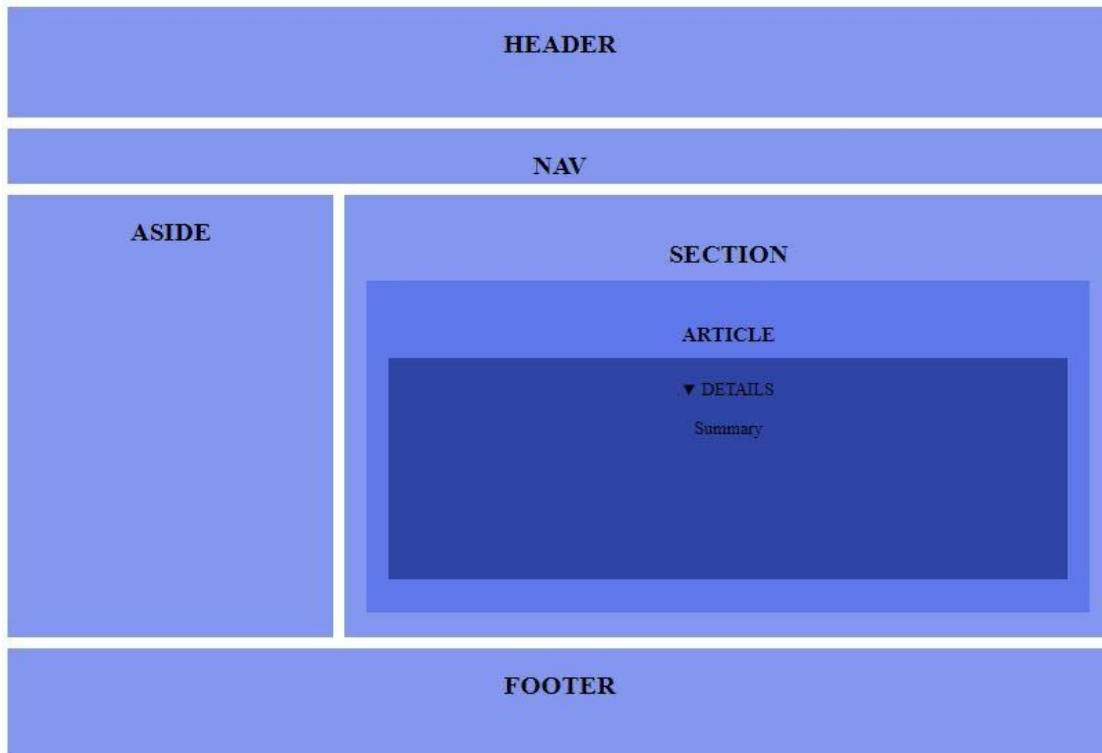 HEADER
NAV
ASIDE
SECTION
ARTICLE
▼ DETAILS
Summary
FOOTER